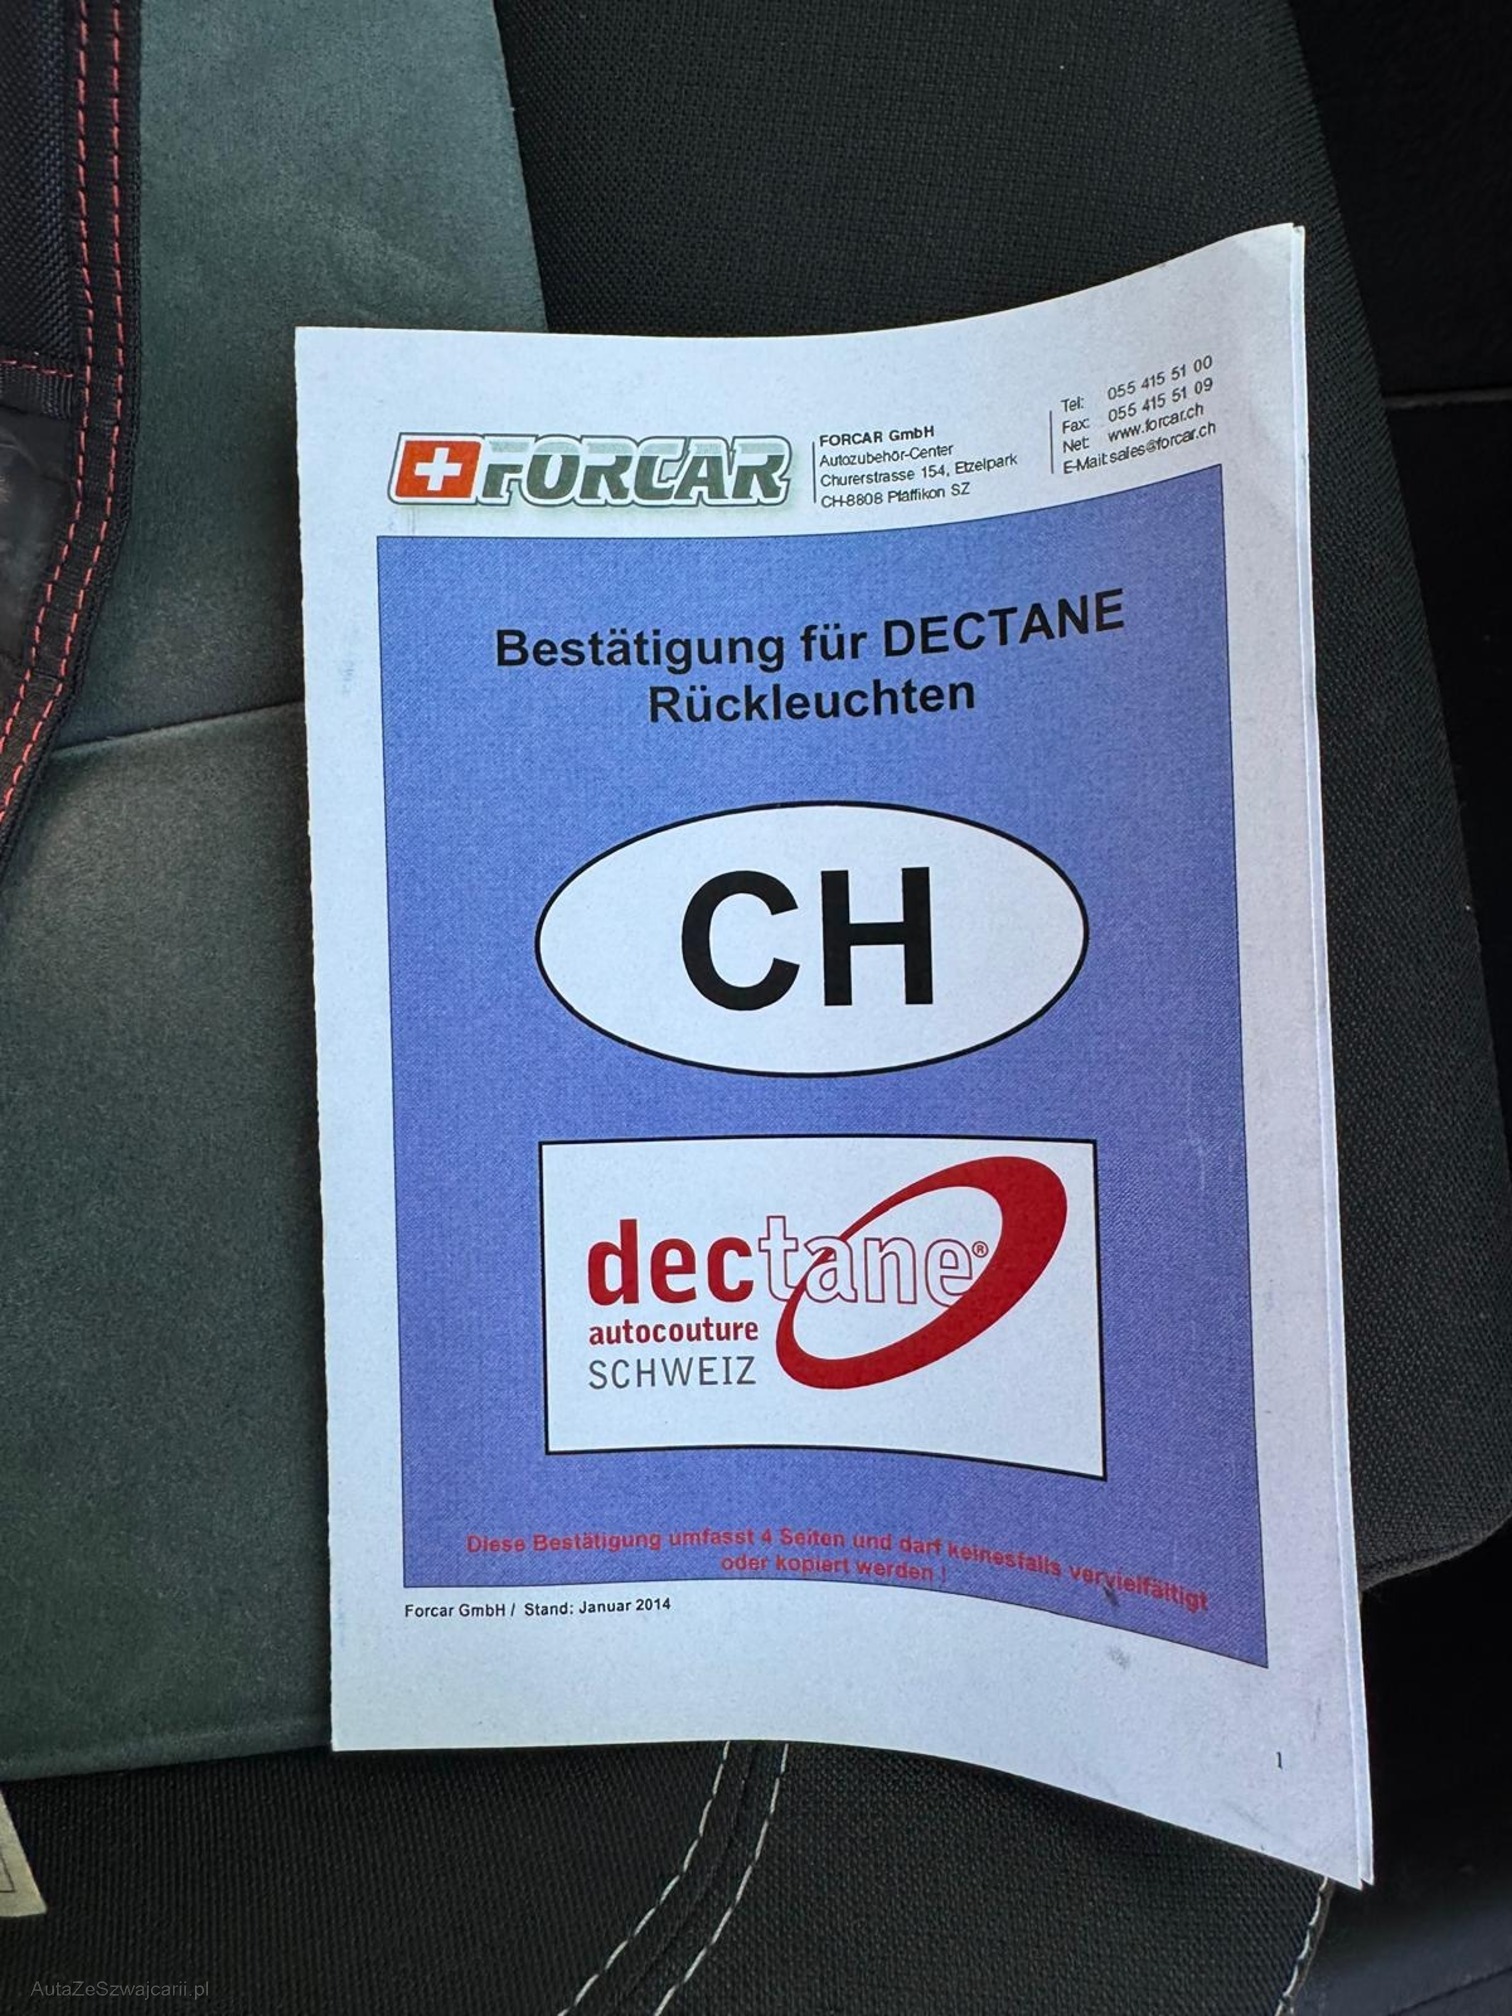 FORCAR
FORCAR GmbH
Autozubehör-Center
Churerstrasse 154, Etzelpark
CH-8808 Pfäffikon SZ
Tel: 055 415 51 00
Fax: 055 415 51 09
Net: www.forcar.ch
E-Mail: sales@forcar.ch
Bestätigung für DECTANE
Rückleuchten
CH
dectane®
autocouture
SCHWEIZ
Diese Bestätigung umfasst 4 Seiten und darf keinesfalls vervielfältigt
oder kopiert werden !
Forcar GmbH / Stand: Januar 2014
1
AutaZeSzwajcarii.pl